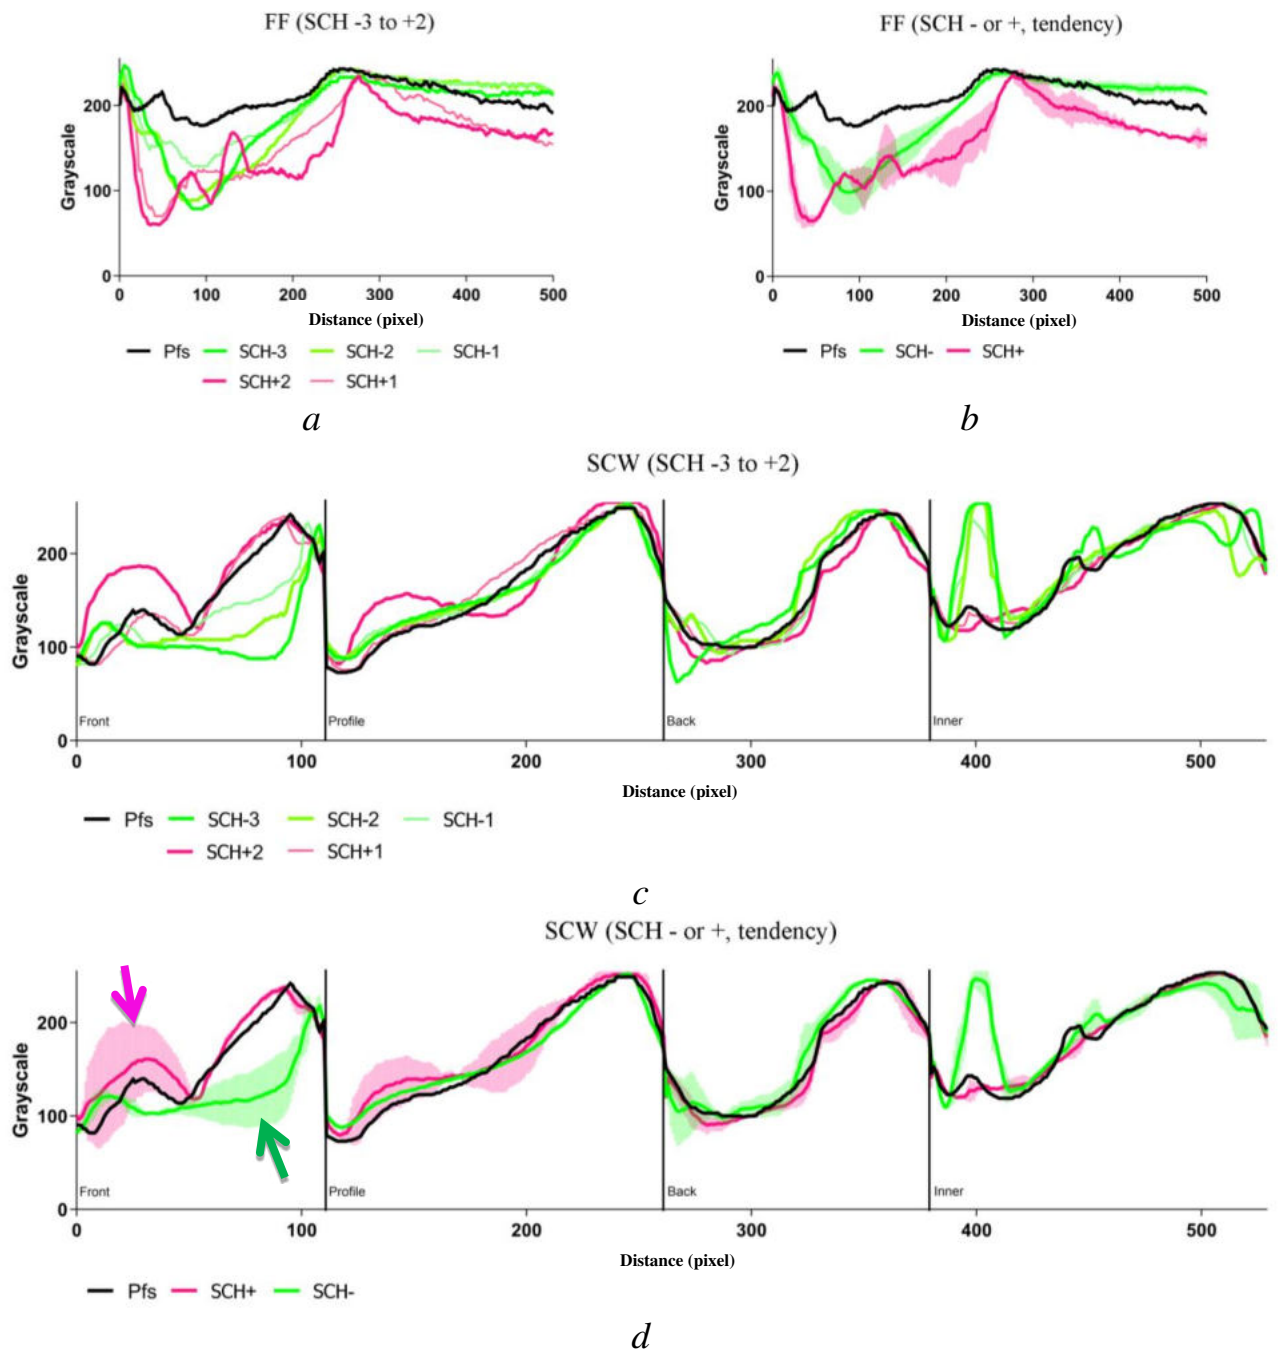 FF (SCH -3 to +2)
Grayscale
200
100
0
0 100 200 300 400 500
Distance (pixel)
Pfs SCH-3 SCH-2 SCH-1
SCH+2 SCH+1
a
FF (SCH - or +, tendency)
Grayscale
200
100
0
0 100 200 300 400 500
Distance (pixel)
Pfs SCH- SCH+
b
SCW (SCH -3 to +2)
Grayscale
200
100
0
Front Profile Back Inner
0 100 200 300 400 500
Distance (pixel)
Pfs SCH-3 SCH-2 SCH-1
SCH+2 SCH+1
c
SCW (SCH - or +, tendency)
Grayscale
200
100
0
Front Profile Back Inner
0 100 200 300 400 500
Distance (pixel)
Pfs SCH+ SCH-
d